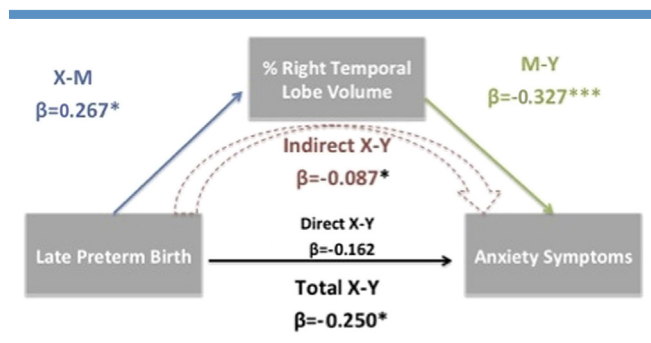 X-M
β=0.267*
% Right Temporal
Lobe Volume
M-Y
β=-0.327***
Indirect X-Y
β=-0.087*
Late Preterm Birth
Direct X-Y
β=-0.162
Anxiety Symptoms
Total X-Y
β=-0.250*